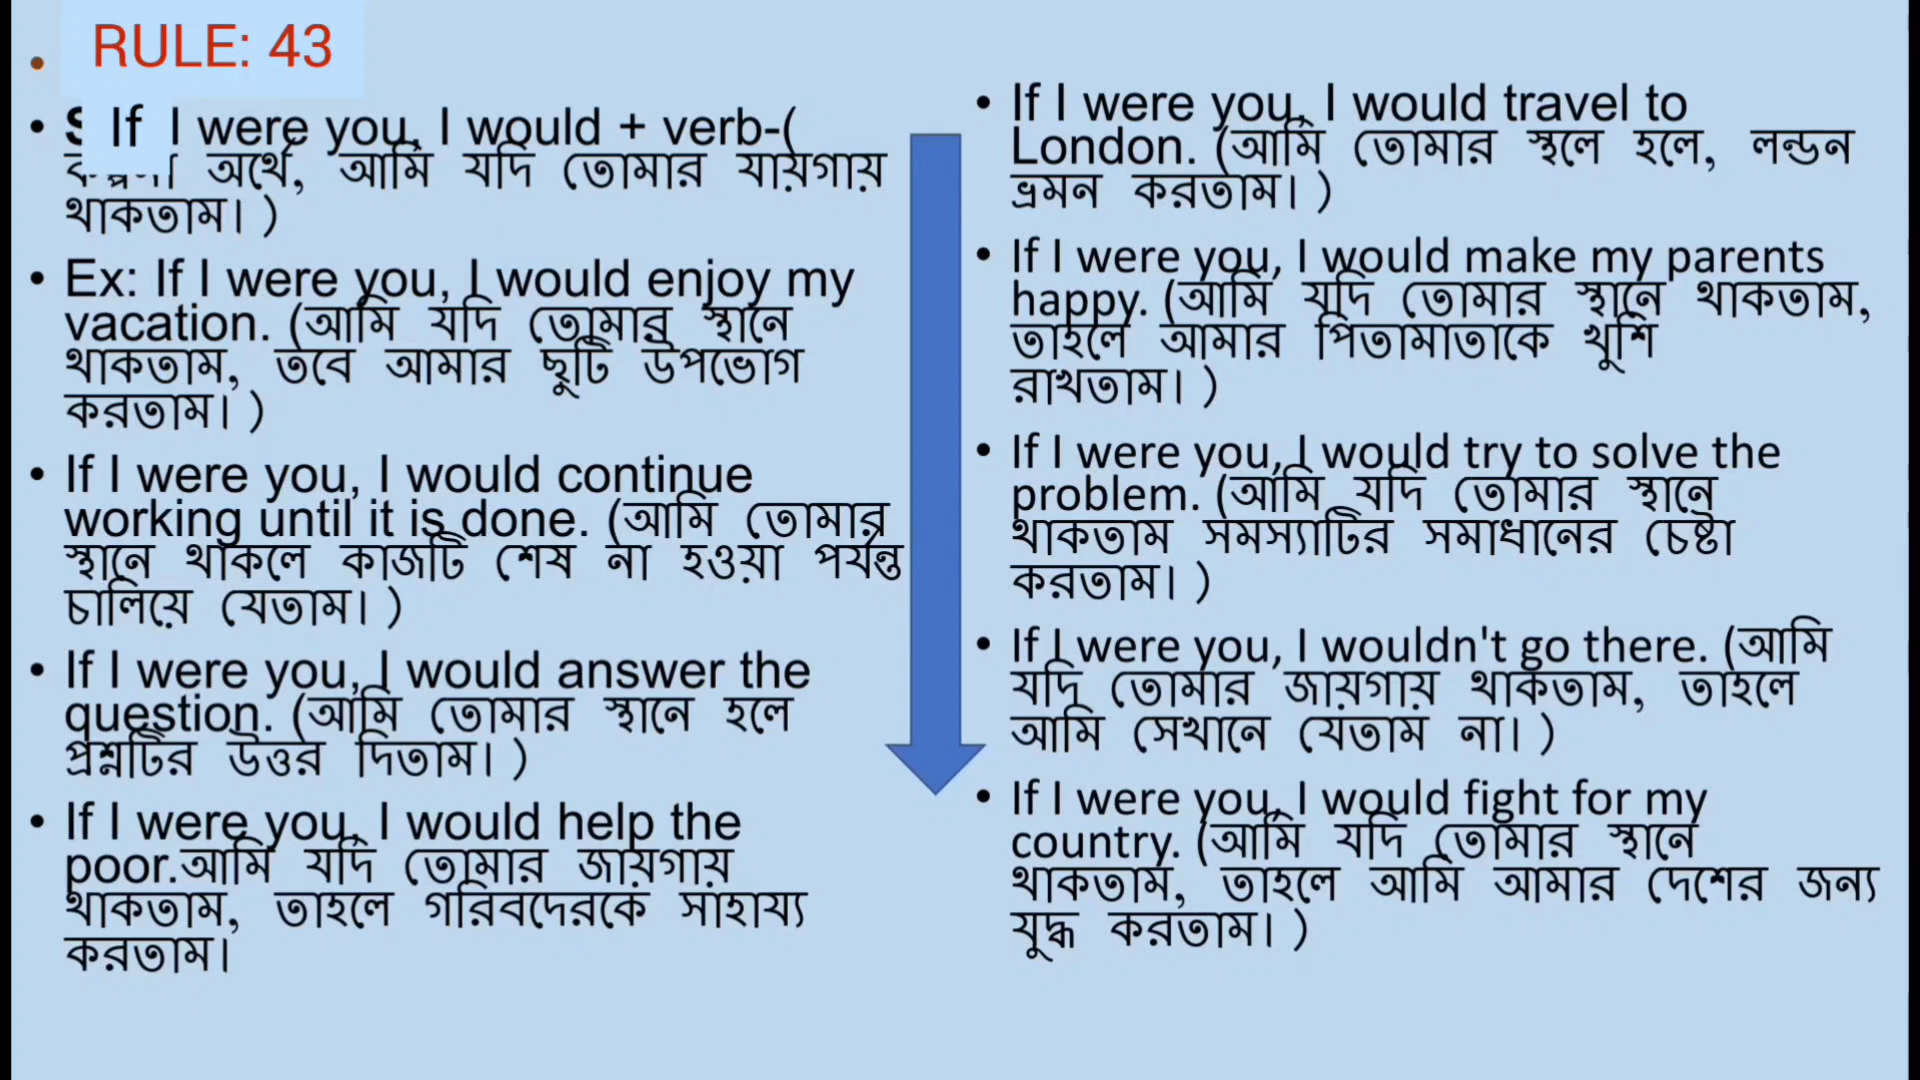 RULE: 43
If I were you, I would + verb-(
অর্থে, আমি যদি তোমার যায়গায়
থাকতাম। )
Ex: If I were you, I would enjoy my
vacation. (আমি যদি তোমার স্থানে
থাকতাম, তবে আমার ছুটি উপভোগ
করতাম। )
If I were you, I would continue
working until it is done. (আমি তোমার
স্থানে থাকলে কাজটি শেষ না হওয়া পর্যন্ত
চালিয়ে যেতাম। )
If I were you, I would answer the
question. (আমি তোমার স্থানে হলে
প্রশ্নটির উত্তর দিতাম। )
If I were you, I would help the
poor.আমি যদি তোমার জায়গায়
থাকতাম, তাহলে গরিবদেরকে সাহায্য
করতাম।
If I were you, I would travel to
London. (আমি তোমার স্থলে হলে, লন্ডন
ভ্রমন করতাম। )
If I were you, I would make my parents
happy. (আমি যদি তোমার স্থানে থাকতাম,
তাহলে আমার পিতামাতাকে খুশি
রাখতাম। )
If I were you, I would try to solve the
problem. (আমি যদি তোমার স্থানে
থাকতাম সমস্যাটির সমাধানের চেষ্টা
করতাম। )
If I were you, I wouldn't go there. (আমি
যদি তোমার জায়গায় থাকতাম, তাহলে
আমি সেখানে যেতাম না। )
If I were you, I would fight for my
country. (আমি যদি তোমার স্থানে
থাকতাম, তাহলে আমি আমার দেশের জন্য
যুদ্ধ করতাম। )